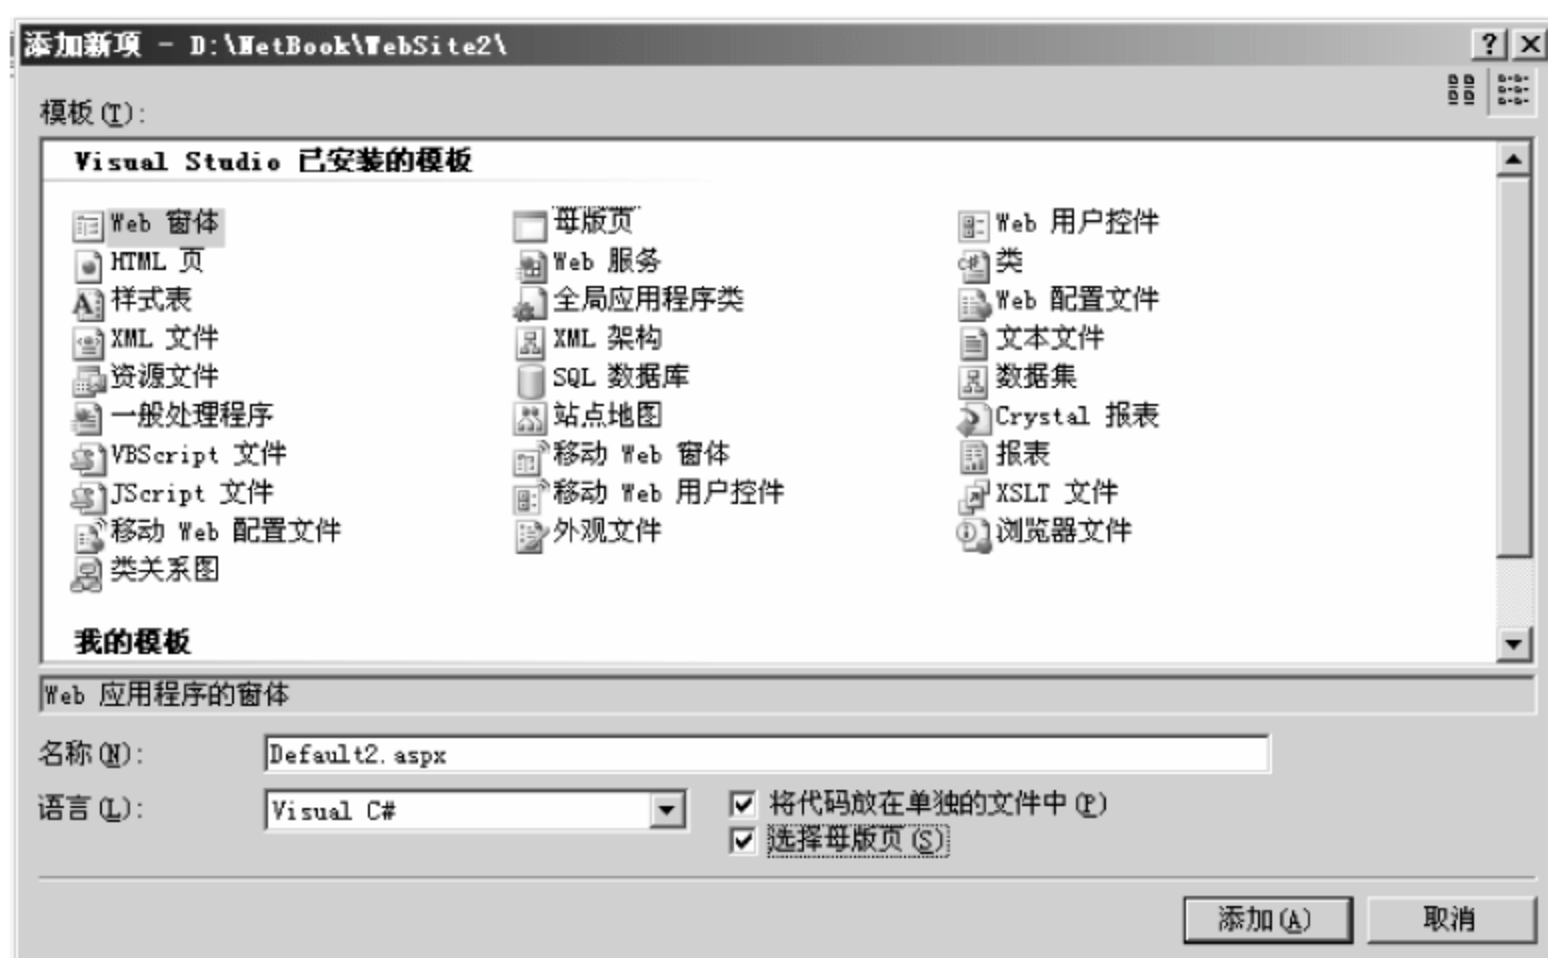 添加新项 - D:\NetBook\WebSite2\
模板(T):
Visual Studio 已安装的模板
Web 窗体 母版页 Web 用户控件
HTML 页 Web 服务 类
样式表 全局应用程序类 Web 配置文件
XML 文件 XML 架构 文本文件
资源文件 SQL 数据库 数据集
一般处理程序 站点地图 Crystal 报表
VBScript 文件 移动 Web 窗体 报表
JScript 文件 移动 Web 用户控件 XSLT 文件
移动 Web 配置文件 外观文件 浏览器文件
类关系图
我的模板
Web 应用程序的窗体
名称(N): Default2.aspx
语言(L): Visual C# 将代码放在单独的文件中(P)
选择母版页(S)
添加(A) 取消